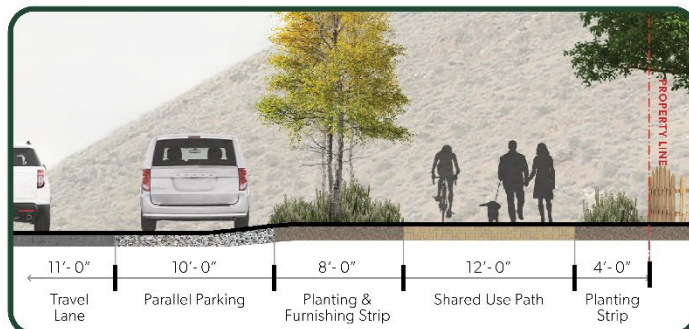 PROPERTY LINE
11'-0"
10'-0"
8'-0"
12'-0"
4'-0"
Travel
Lane
Parallel Parking
Planting &
Furnishing Strip
Shared Use Path
Planting
Strip